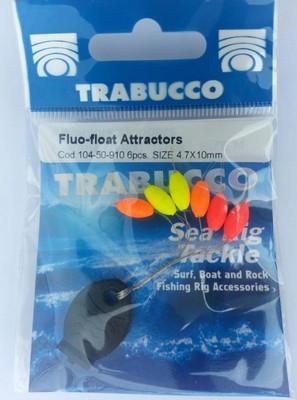 TRABUCCO
Fluo-float Attractors
Cod.104-50-910 6pcs. SIZE 4.7X10mm
TRABUCCO
Sea Rig
Tackle
Surf, Boat and Rock
Fishing Rig Accessories